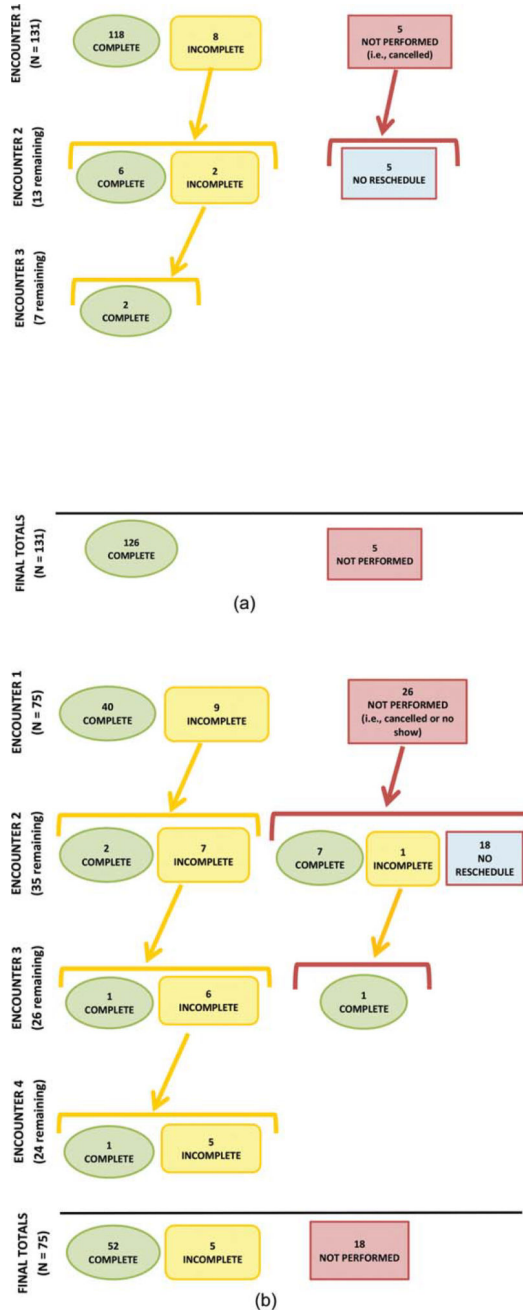 ENCOUNTER 1
(N = 131)
118
COMPLETE
8
INCOMPLETE
5
NOT PERFORMED
(i.e., cancelled)
ENCOUNTER 2
(13 remaining)
6
COMPLETE
2
INCOMPLETE
5
NO RESCHEDULE
ENCOUNTER 3
(7 remaining)
2
COMPLETE
FINAL TOTALS
(N = 131)
126
COMPLETE
5
NOT PERFORMED
(a)
ENCOUNTER 1
(N = 75)
40
COMPLETE
9
INCOMPLETE
26
NOT PERFORMED
(i.e., cancelled or no
show)
ENCOUNTER 2
(35 remaining)
2
COMPLETE
7
INCOMPLETE
7
COMPLETE
1
INCOMPLETE
18
NO
RESCHEDULE
ENCOUNTER 3
(26 remaining)
1
COMPLETE
6
INCOMPLETE
1
COMPLETE
ENCOUNTER 4
(24 remaining)
1
COMPLETE
5
INCOMPLETE
FINAL TOTALS
(N = 75)
52
COMPLETE
5
INCOMPLETE
18
NOT PERFORMED
(b)